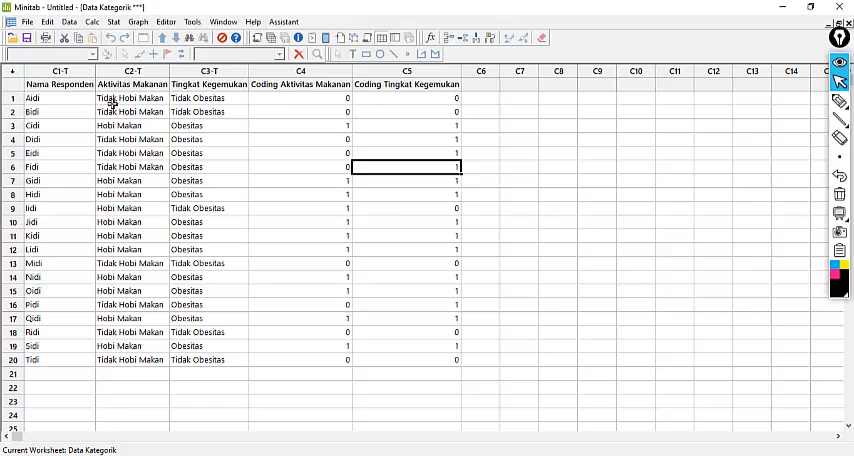 Minitab - Untitled - [Data Kategorik ***]
File Edit Data Calc Stat Graph Editor Tools Window Help Assistant
C1-T C2-T C3-T C4 C5 C6 C7 C8 C9 C10 C11 C12 C13 C14
Nama Responden Aktivitas Makanan Tingkat Kegemukan Coding Aktivitas Makanan Coding Tingkat Kegemukan
1 Aidi Tidak Hobi Makan Tidak Obesitas 0 0
2 Bidi Tidak Hobi Makan Tidak Obesitas 0 0
3 Cidi Hobi Makan Obesitas 1 1
4 Didi Tidak Hobi Makan Obesitas 0 1
5 Eidi Tidak Hobi Makan Obesitas 0 1
6 Fidi Tidak Hobi Makan Obesitas 0 1
7 Gidi Hobi Makan Obesitas 1 1
8 Hidi Hobi Makan Obesitas 1 1
9 Iidi Hobi Makan Tidak Obesitas 1 0
10 Jidi Hobi Makan Obesitas 1 1
11 Kidi Hobi Makan Obesitas 1 1
12 Lidi Hobi Makan Obesitas 1 1
13 Midi Tidak Hobi Makan Tidak Obesitas 0 0
14 Nidi Hobi Makan Obesitas 1 1
15 Oidi Hobi Makan Obesitas 1 1
16 Pidi Tidak Hobi Makan Obesitas 0 1
17 Qidi Hobi Makan Obesitas 1 1
18 Ridi Tidak Hobi Makan Tidak Obesitas 0 0
19 Sidi Hobi Makan Obesitas 1 1
20 Tidi Tidak Hobi Makan Tidak Obesitas 0 0
21
22
23
24
25
Current Worksheet: Data Kategorik